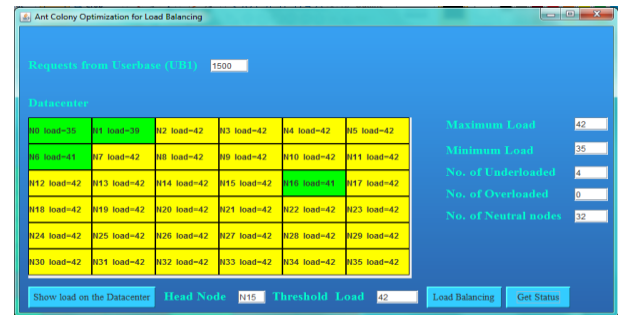 Ant Colony Optimization for Load Balancing
Requests from Userbase (UB1) 1500
Datacenter
N0 load=35 N1 load=39 N2 load=42 N3 load=42 N4 load=42 N5 load=42
N6 load=41 N7 load=42 N8 load=42 N9 load=42 N10 load=42 N11 load=42
N12 load=42 N13 load=42 N14 load=42 N15 load=42 N16 load=41 N17 load=42
N18 load=42 N19 load=42 N20 load=42 N21 load=42 N22 load=42 N23 load=42
N24 load=42 N25 load=42 N26 load=42 N27 load=42 N28 load=42 N29 load=42
N30 load=42 N31 load=42 N32 load=42 N33 load=42 N34 load=42 N35 load=42
Maximum Load 42
Minimum Load 35
No. of Underloaded 4
No. of Overloaded 0
No. of Neutral nodes 32
Show load on the Datacenter Head Node N15 Threshold Load 42 Load Balancing Get Status